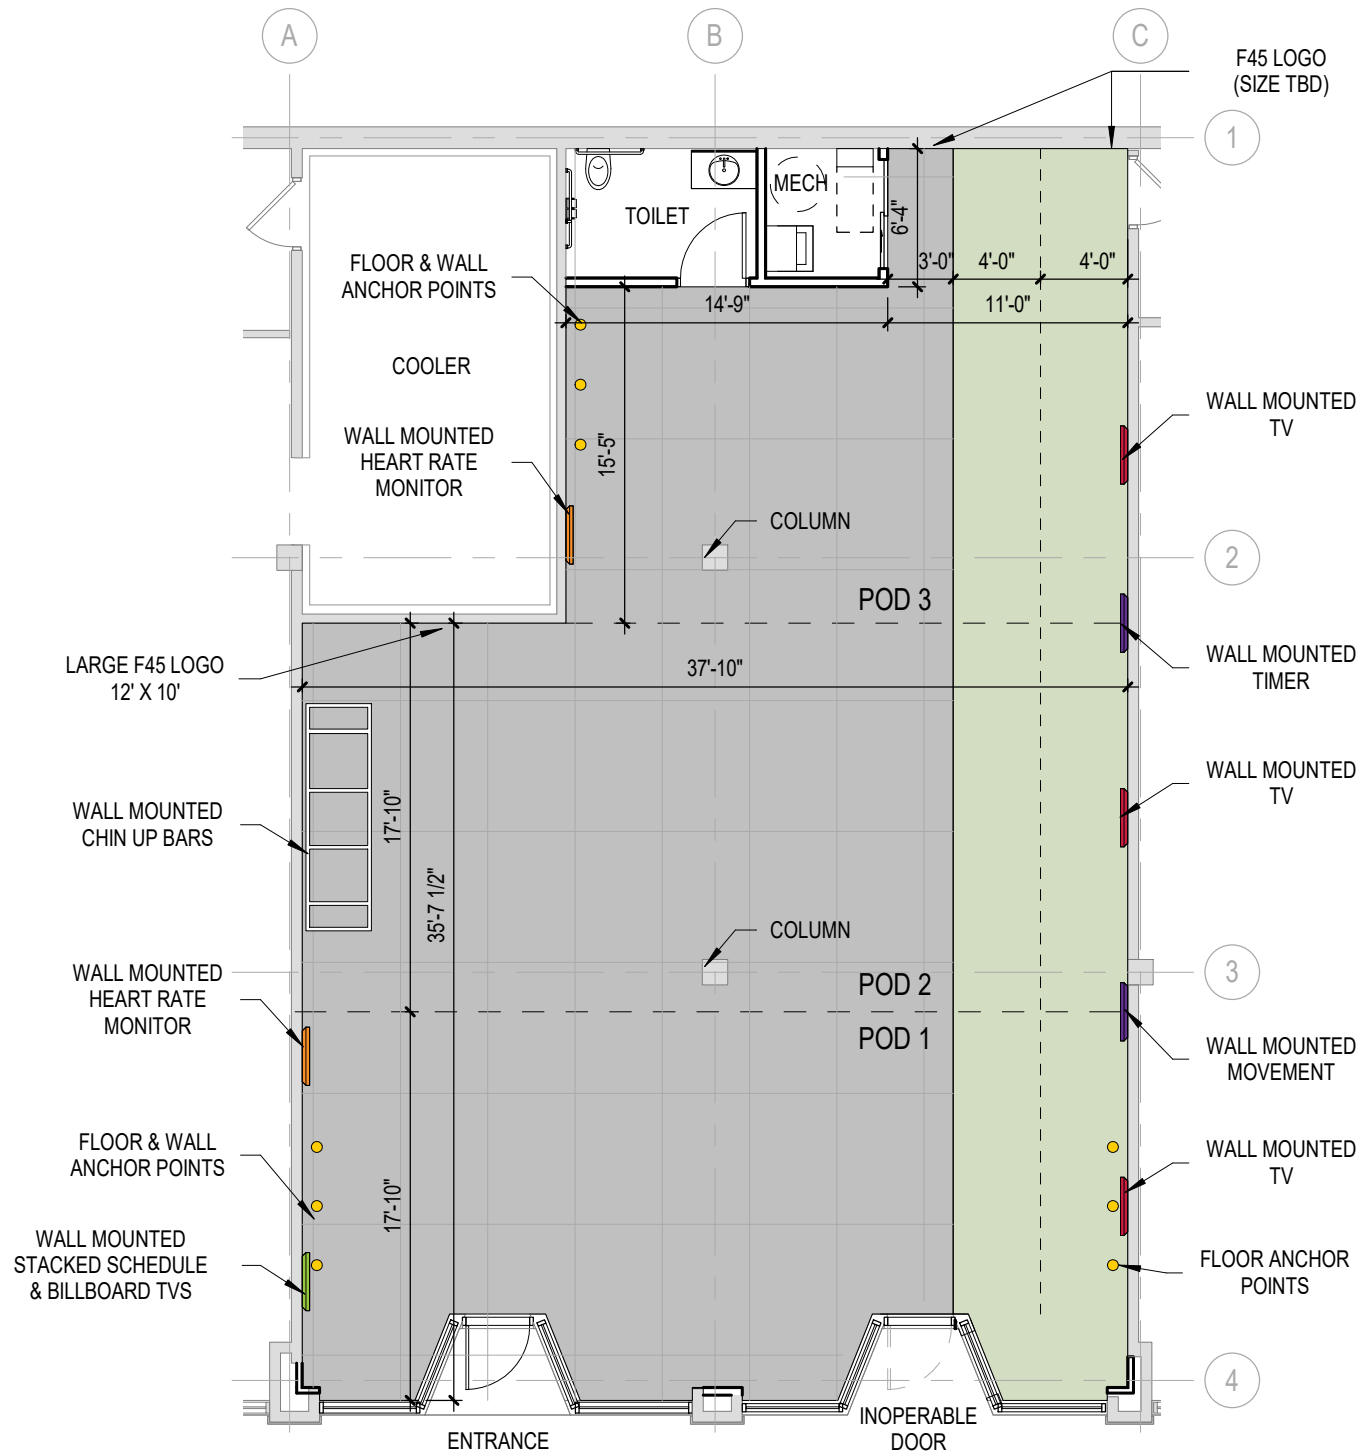 A
B
C
F45 LOGO
(SIZE TBD)
1
MECH
TOILET
6'-4"
FLOOR & WALL
ANCHOR POINTS
3'-0"
4'-0"
4'-0"
14'-9"
11'-0"
COOLER
WALL MOUNTED
TV
WALL MOUNTED
HEART RATE
MONITOR
15'-5"
COLUMN
2
POD 3
LARGE F45 LOGO
12' X 10'
37'-10"
WALL MOUNTED
TIMER
WALL MOUNTED
TV
WALL MOUNTED
CHIN UP BARS
17'-10"
35'-7 1/2"
COLUMN
WALL MOUNTED
HEART RATE
MONITOR
POD 2
3
POD 1
WALL MOUNTED
MOVEMENT
FLOOR & WALL
ANCHOR POINTS
WALL MOUNTED
TV
17'-10"
WALL MOUNTED
STACKED SCHEDULE
& BILLBOARD TVS
FLOOR ANCHOR
POINTS
4
ENTRANCE
INOPERABLE
DOOR